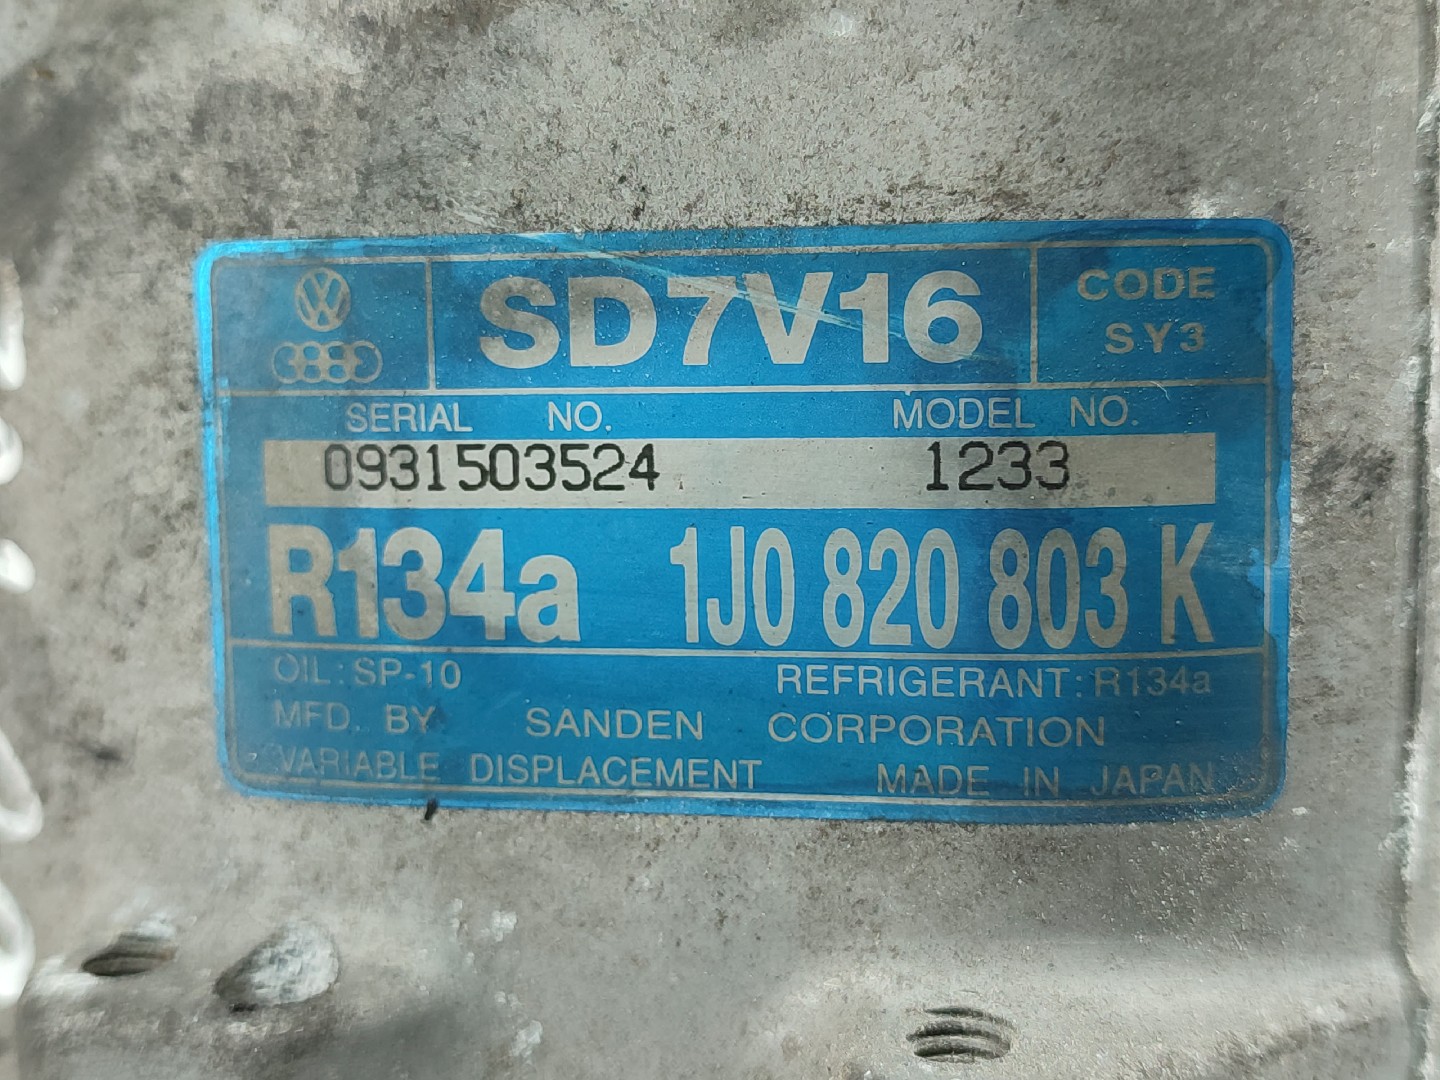 SD7V16
CODE
SY3
SERIAL NO. MODEL NO.
0931503524 1233
R134a 1J0 820 803 K
OIL: SP-10 REFRIGERANT: R134a
MFD. BY SANDEN CORPORATION
VARIABLE DISPLACEMENT MADE IN JAPAN